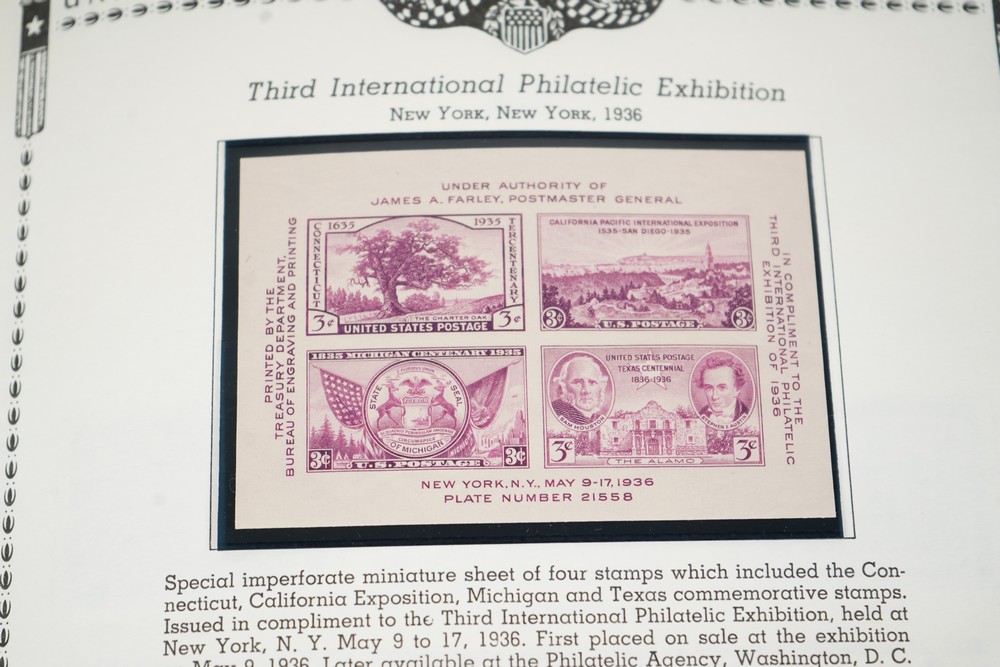 Third International Philatelic Exhibition
NEW YORK, NEW YORK, 1936
UNDER AUTHORITY OF
JAMES A. FARLEY, POSTMASTER GENERAL
PRINTED BY THE
TREASURY DEPARTMENT,
BUREAU OF ENGRAVING AND PRINTING
1635 1935
CONNECTICUT
TERCENTENARY
THE CHARTER OAK
3¢ 3¢
UNITED STATES POSTAGE
CALIFORNIA PACIFIC INTERNATIONAL EXPOSITION
1535-SAN DIEGO-1935
3¢ U.S. POSTAGE 3¢
1835 MICHIGAN CENTENARY 1935
STATE SEAL
CIRCUMSPICE
OF MICHIGAN
3¢ U.S. POSTAGE 3¢
UNITED STATES POSTAGE
TEXAS CENTENNIAL
1836-1936
SAM HOUSTON
STEPHEN F. AUSTIN
3¢ 3¢
THE ALAMO
IN COMPLIMENT TO THE
THIRD INTERNATIONAL PHILATELIC
EXHIBITION OF 1936
NEW YORK, N.Y., MAY 9-17, 1936
PLATE NUMBER 21558
Special imperforate miniature sheet of four stamps which included the Con-
necticut, California Exposition, Michigan and Texas commemorative stamps.
Issued in compliment to the Third International Philatelic Exhibition, held at
New York, N. Y. May 9 to 17, 1936. First placed on sale at the exhibition
May 9, 1936. Later available at the Philatelic Agency, Washington, D. C.